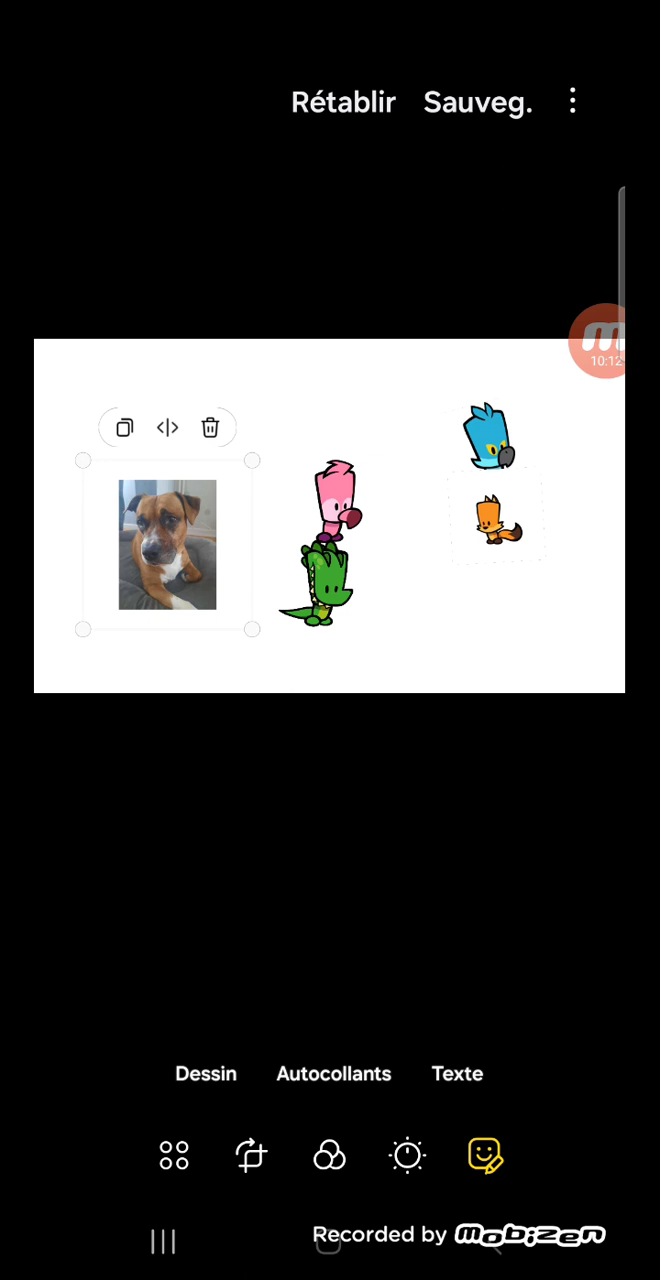 Rétablir Sauveg.
10:12
Dessin Autocollants Texte
Recorded by mobizen